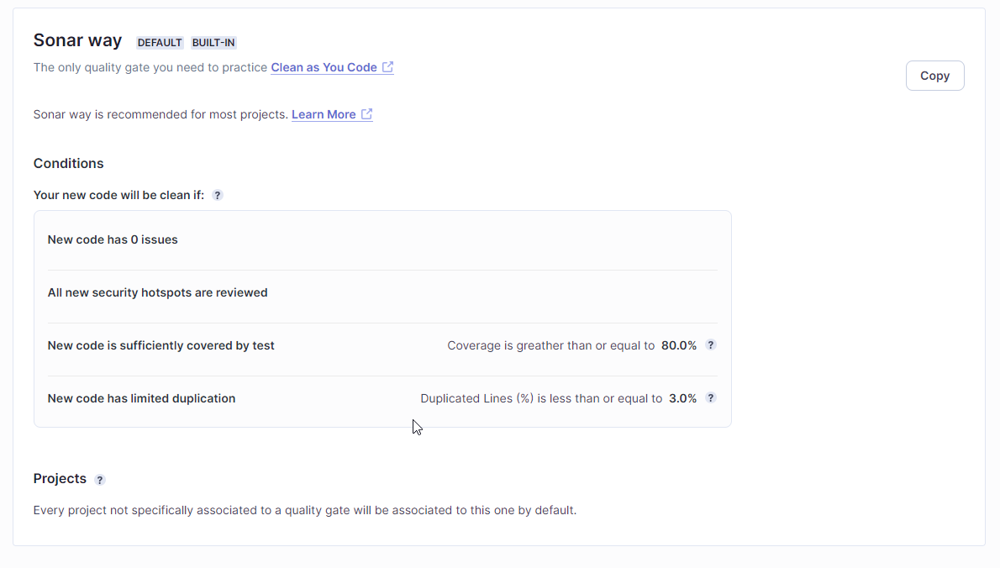 Sonar way DEFAULT BUILT-IN
The only quality gate you need to practice Clean as You Code
Copy
Sonar way is recommended for most projects. Learn More
Conditions
Your new code will be clean if: ?
New code has 0 issues
All new security hotspots are reviewed
New code is sufficiently covered by test Coverage is greather than or equal to 80.0% ?
New code has limited duplication Duplicated Lines (%) is less than or equal to 3.0% ?
Projects ?
Every project not specifically associated to a quality gate will be associated to this one by default.